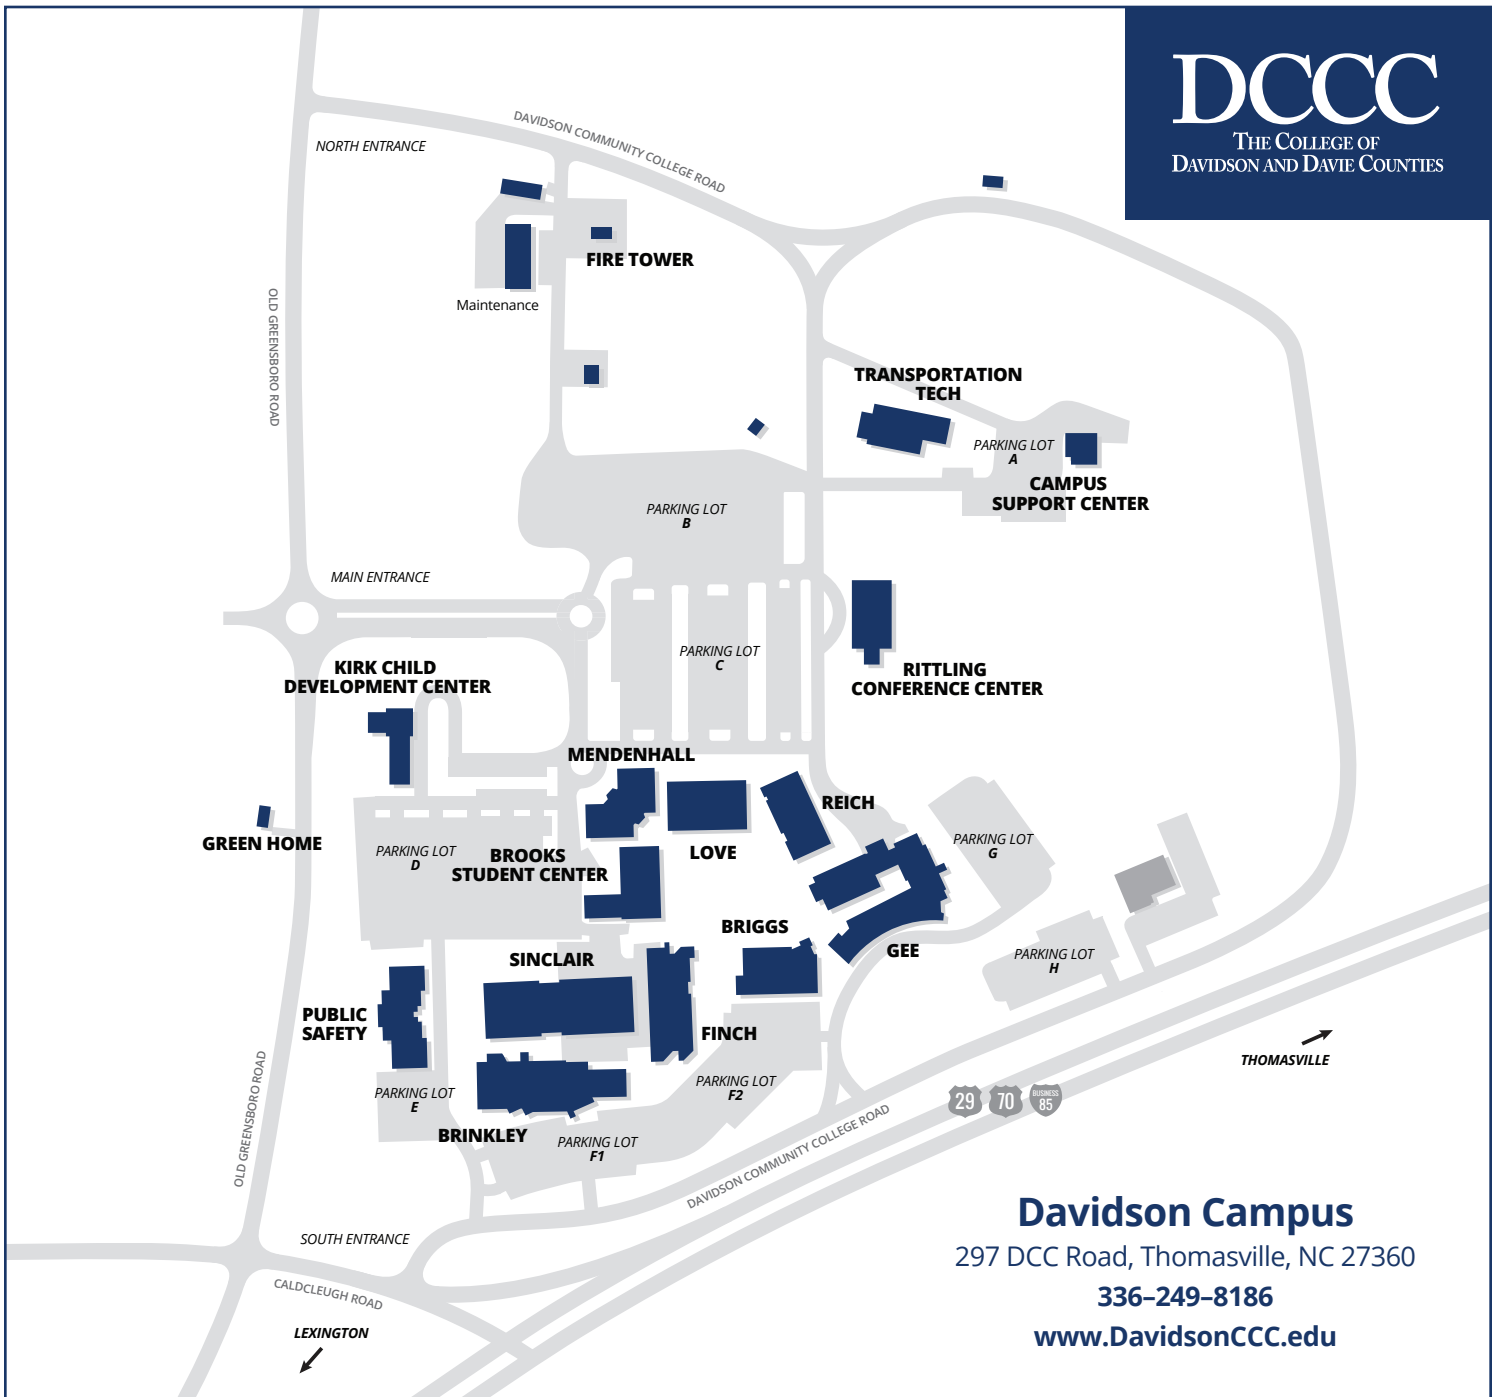 DCCC
THE COLLEGE OF
DAVIDSON AND DAVIE COUNTIES
DAVIDSON COMMUNITY COLLEGE ROAD
NORTH ENTRANCE
FIRE TOWER
Maintenance
OLD GREENSBORO ROAD
TRANSPORTATION
TECH
PARKING LOT
A
CAMPUS
SUPPORT CENTER
PARKING LOT
B
MAIN ENTRANCE
PARKING LOT
C
KIRK CHILD
DEVELOPMENT CENTER
RITTLING
CONFERENCE CENTER
MENDENHALL
REICH
GREEN HOME
PARKING LOT
D
BROOKS
STUDENT CENTER
LOVE
PARKING LOT
G
BRIGGS
GEE
SINCLAIR
PARKING LOT
H
PUBLIC
SAFETY
FINCH
THOMASVILLE
PARKING LOT
E
PARKING LOT
F2
29
70
BUSINESS
85
BRINKLEY
PARKING LOT
F1
OLD GREENSBORO ROAD
DAVIDSON COMMUNITY COLLEGE ROAD
SOUTH ENTRANCE
CALDCLEUGH ROAD
LEXINGTON
Davidson Campus
297 DCC Road, Thomasville, NC 27360
336–249–8186
www.DavidsonCCC.edu